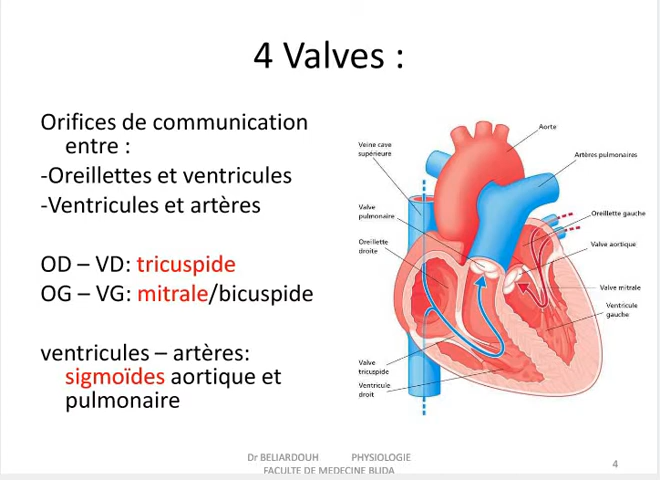 4 Valves :
Orifices de communication
entre :
-Oreillettes et ventricules
-Ventricules et artères
OD – VD: tricuspide
OG – VG: mitrale/bicuspide
ventricules – artères:
sigmoïdes aortique et
pulmonaire
Aorte
Veine cave
supérieure
Artères pulmonaires
Valve
pulmonaire
Oreillette gauche
Oreillette
droite
Valve aortique
Valve mitrale
Ventricule
gauche
Valve
tricuspide
Ventricule
droit
Dr BELIARDOUH PHYSIOLOGIE
FACULTE DE MEDECINE BLIDA
4